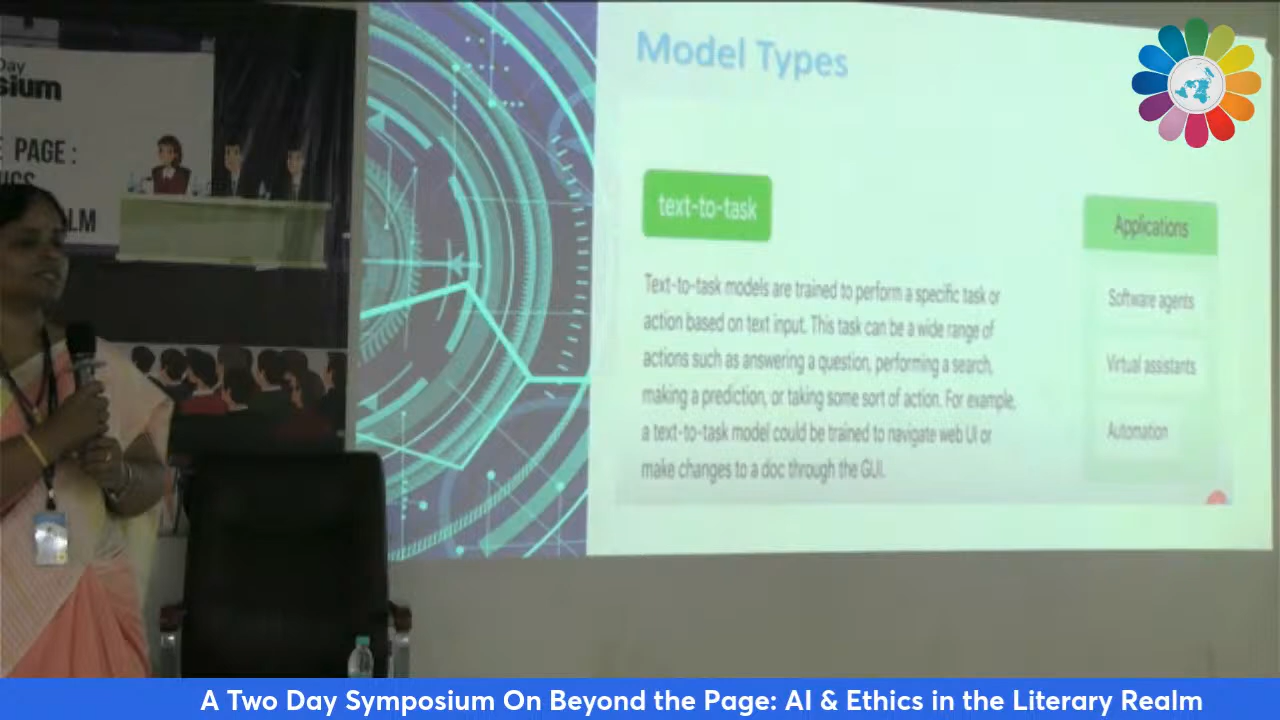 Day
sium
E PAGE:
LM
Model Types
text-to-task
Text-to-task models are trained to perform a specific task or
action based on text input. This task can be a wide range of
actions such as answering a question, performing a search,
making a prediction, or taking some sort of action. For example,
a text-to-task model could be trained to navigate web UI or
make changes to a doc through the GUI.
Applications
Software agents
Virtual assistants
Automation
A Two Day Symposium On Beyond the Page: AI & Ethics in the Literary Realm